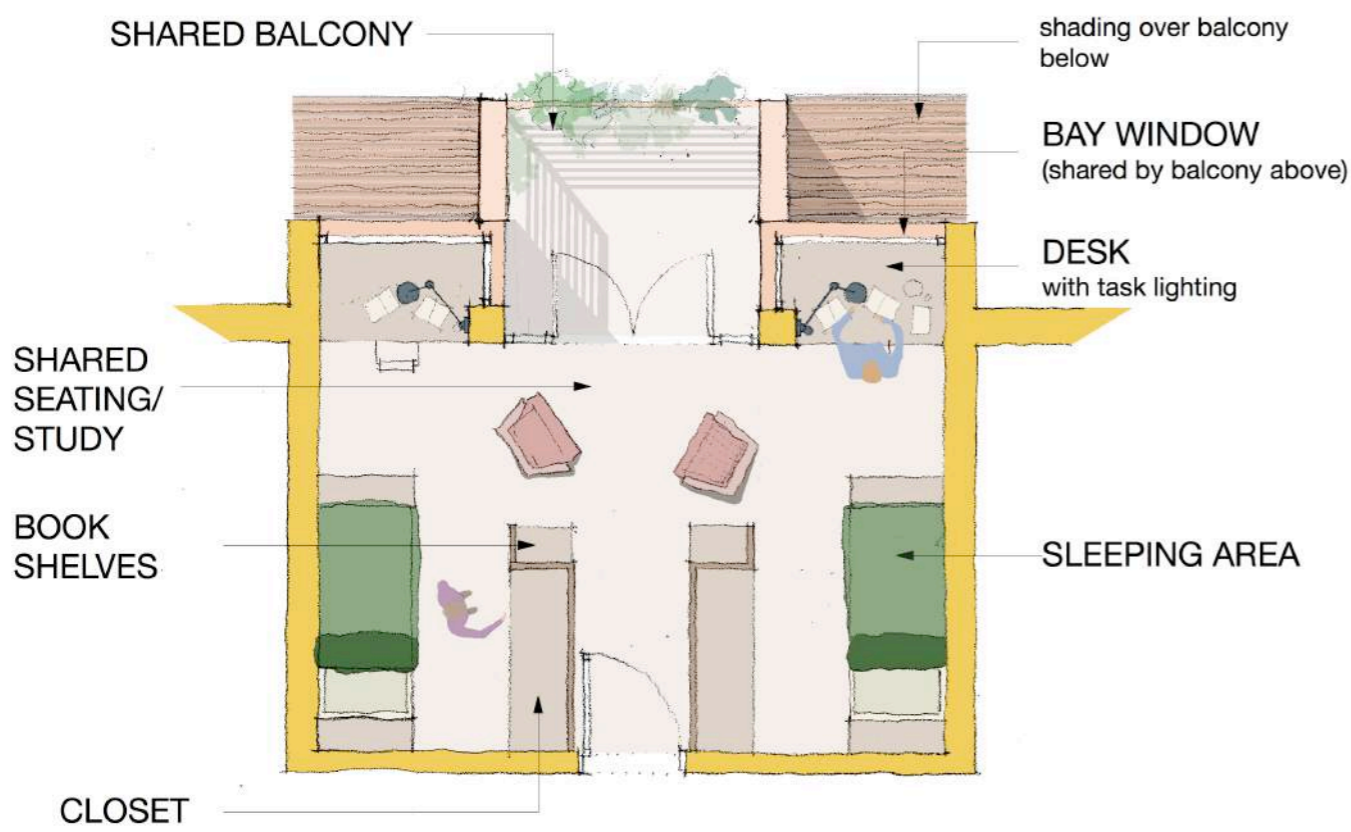 SHARED BALCONY
shading over balcony
below
BAY WINDOW
(shared by balcony above)
DESK
with task lighting
SHARED
SEATING/
STUDY
BOOK
SHELVES
SLEEPING AREA
CLOSET